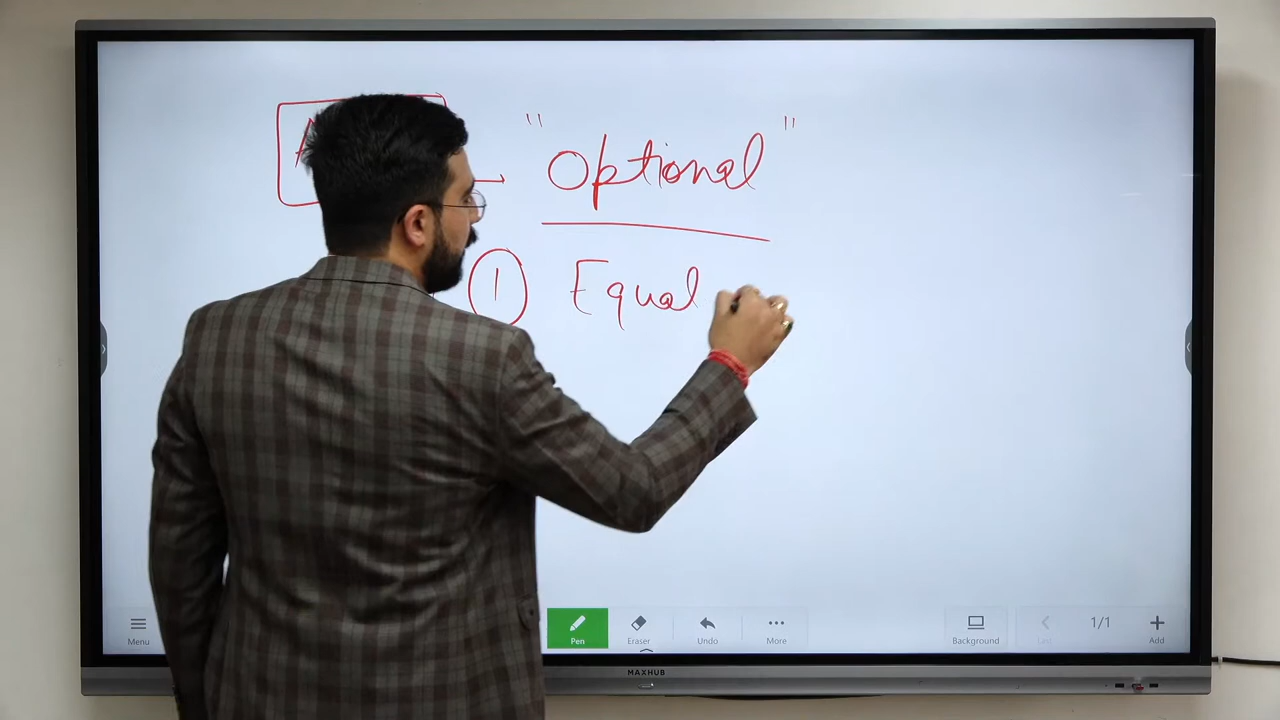 "Optional"
① Equal
Menu Pen Eraser Undo More Background 1/1 Add
MAXHUB